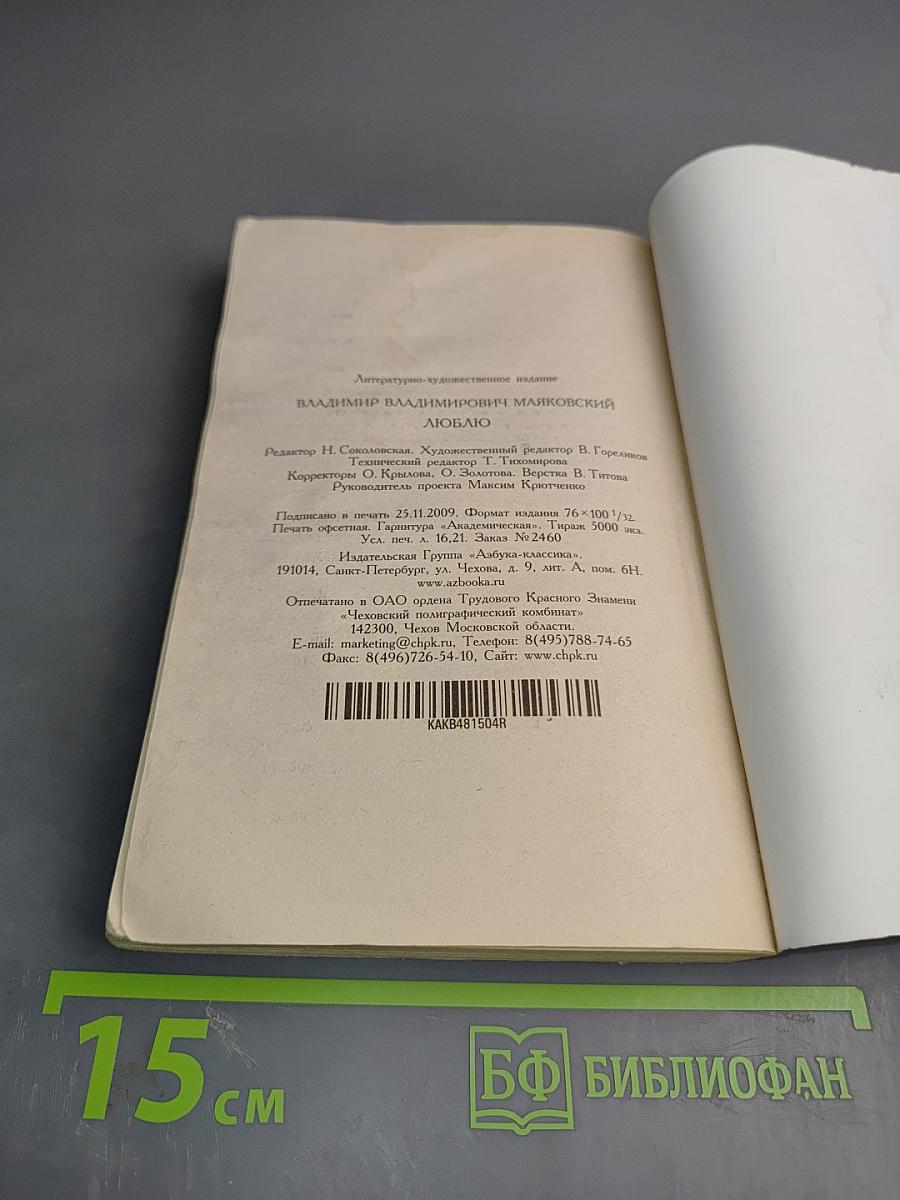 Литературно-художественное издание
ВЛАДИМИР ВЛАДИМИРОВИЧ МАЯКОВСКИЙ
ЛЮБЛЮ
Редактор Н. Соколовская. Художественный редактор В. Гореликов
Технический редактор Т. Тихомирова
Корректоры О. Крылова, О. Золотова. Верстка В. Титова
Руководитель проекта Максим Крютченко
Подписано в печать 25.11.2009. Формат издания 76×100 1/32.
Печать офсетная. Гарнитура «Академическая». Тираж 5000 экз.
Усл. печ. л. 16,21. Заказ № 2460
Издательская Группа «Азбука-классика».
191014, Санкт-Петербург, ул. Чехова, д. 9, лит. А, пом. 6Н.
www.azbooka.ru
Отпечатано в ОАО ордена Трудового Красного Знамени
«Чеховский полиграфический комбинат»
142300, Чехов Московской области.
E-mail: marketing@chpk.ru, Телефон: 8(495)788-74-65
Факс: 8(496)726-54-10, Сайт: www.chpk.ru
KAKB481504R
15 см
БФ БИБЛИОФАН